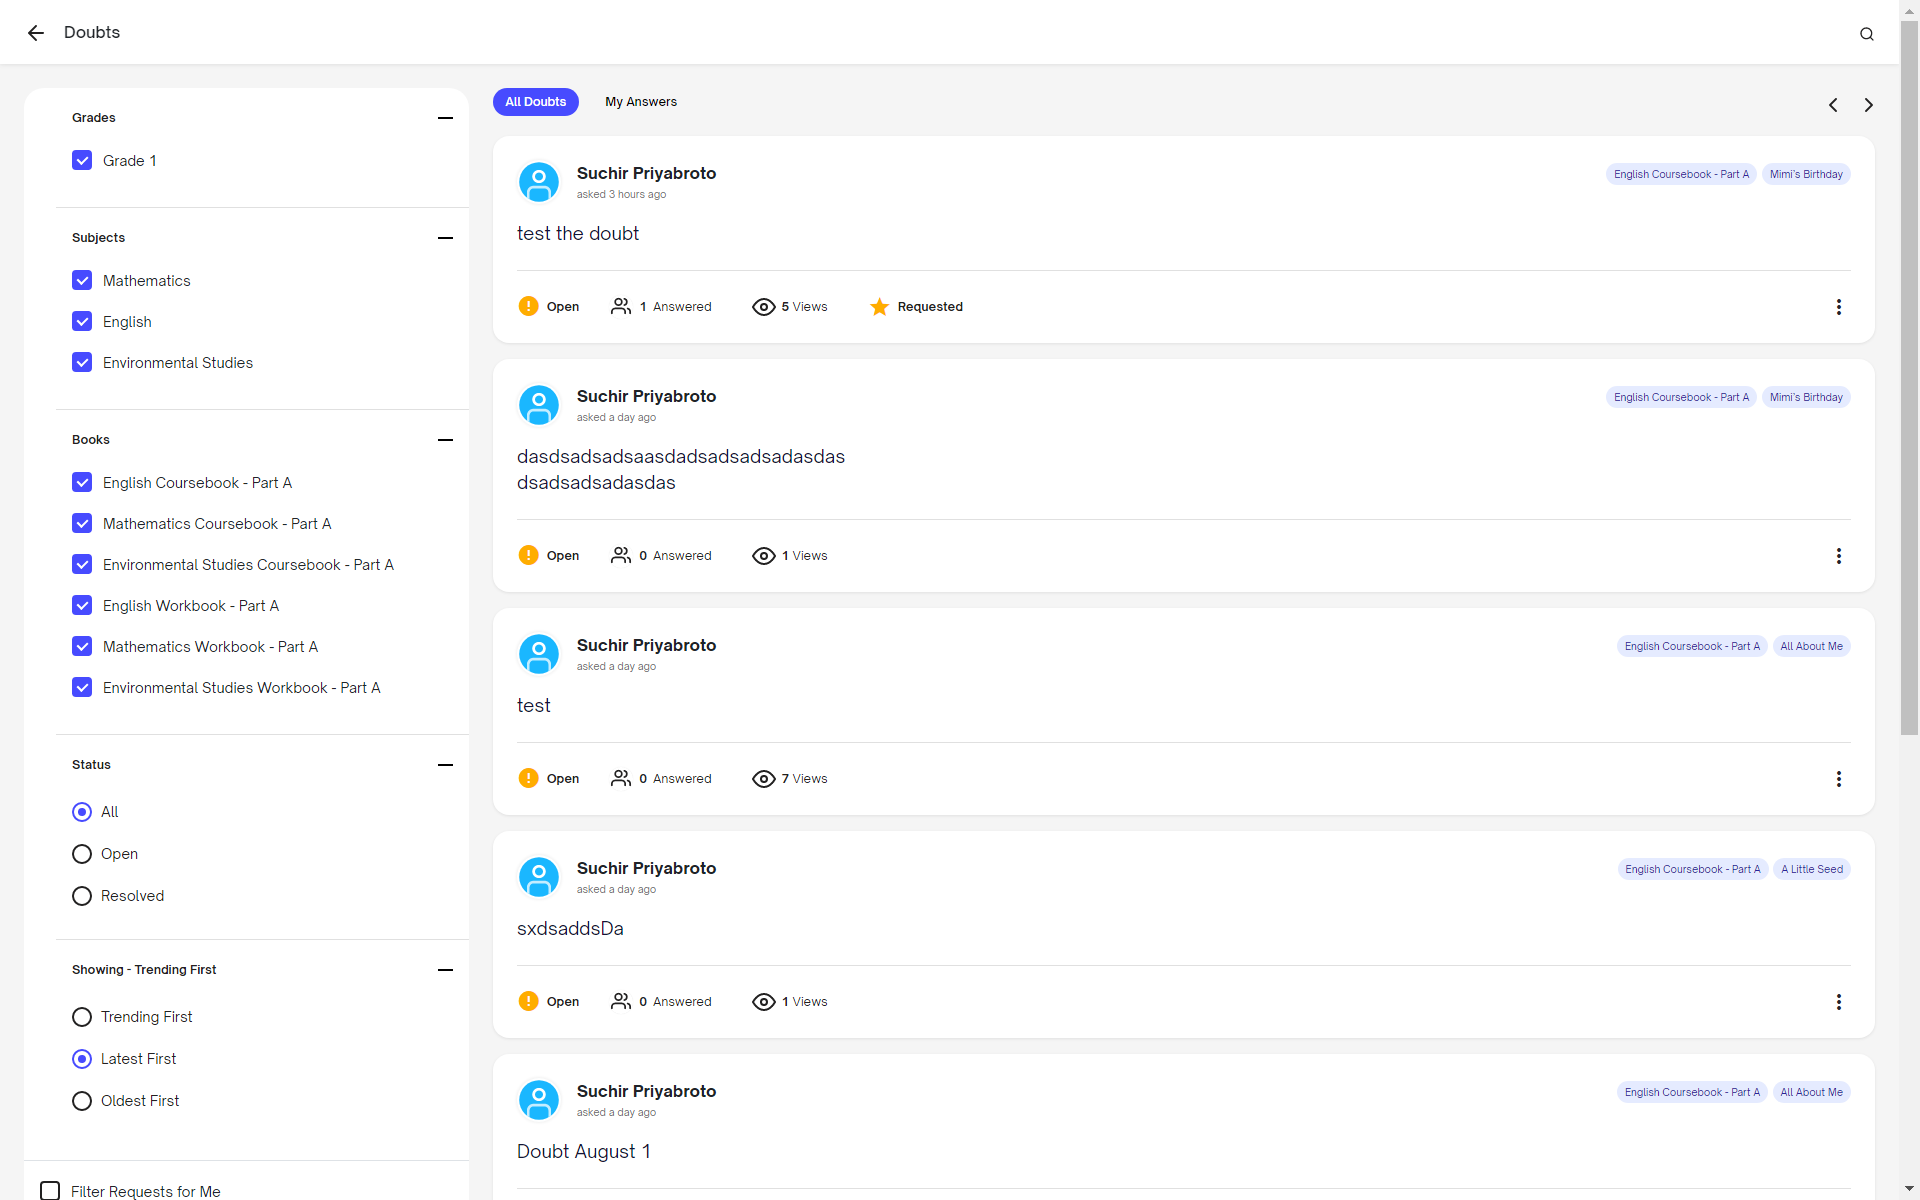 Doubts
Grades
Grade 1
Subjects
Mathematics
English
Environmental Studies
Books
English Coursebook - Part A
Mathematics Coursebook - Part A
Environmental Studies Coursebook - Part A
English Workbook - Part A
Mathematics Workbook - Part A
Environmental Studies Workbook - Part A
Status
All
Open
Resolved
Showing - Trending First
Trending First
Latest First
Oldest First
Filter Requests for Me
All Doubts My Answers
Suchir Priyabroto English Coursebook - Part A Mimi's Birthday
asked 3 hours ago
test the doubt
Open 1 Answered 5 Views Requested
Suchir Priyabroto English Coursebook - Part A Mimi's Birthday
asked a day ago
dasdsadsadsaasdadsadsadsadasdas
dsadsadsadasdas
Open 0 Answered 1 Views
Suchir Priyabroto English Coursebook - Part A All About Me
asked a day ago
test
Open 0 Answered 7 Views
Suchir Priyabroto English Coursebook - Part A A Little Seed
asked a day ago
sxdsaddsDa
Open 0 Answered 1 Views
Suchir Priyabroto English Coursebook - Part A All About Me
asked a day ago
Doubt August 1